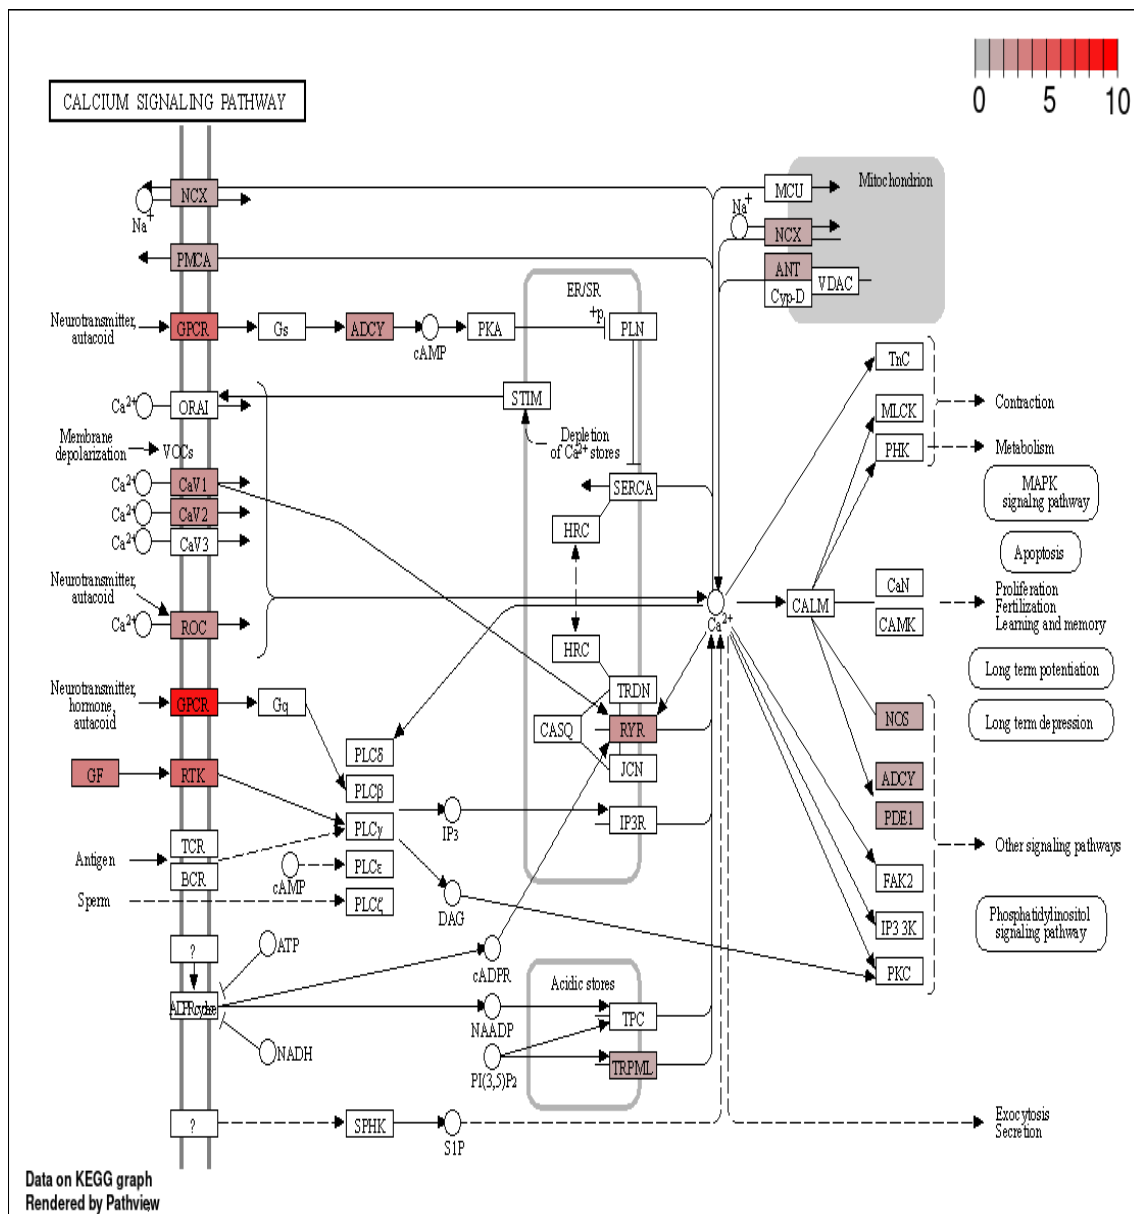 0 5 10
CALCIUM SIGNALING PATHWAY
NCX
Na+
PMCA
Neurotransmitter,
autacoid
GPCR
Gs
ADCY
cAMP
PKA
ER/SR
+p
PLN
MCU
Mitochondrion
Na+
NCX
ANT
Cyp-D
VDAC
Ca2+
ORAI
STIM
Depletion
of Ca2+ stores
Membrane
depolarization
VOCs
Ca2+
CaV1
Ca2+
CaV2
Ca2+
CaV3
SERCA
HRC
HRC
Neurotransmitter,
autacoid
Ca2+
ROC
TRDN
CASQ
RYR
JCN
IP3R
Neurotransmitter,
hormone,
autacoid
GPCR
Gq
GF
RTK
PLCδ
PLCβ
PLCγ
PLCε
PLCζ
IP3
DAG
Antigen
TCR
BCR
cAMP
Sperm
?
ATP
cADPR
NAADP
NADH
PI(3,5)P2
Acidic stores
TPC
TRPML
?
SPHK
S1P
Ca2+
CALM
TnC
MLCK
PHK
Contraction
Metabolism
MAPK
signaling pathway
Apoptosis
CaN
CAMK
Proliferation
Fertilization
Learning and memory
Long term potentiation
Long term depression
NOS
ADCY
PDE1
FAK2
IP3 3K
PKC
Other signaling pathways
Phosphatidylinositol
signaling pathway
Exocytosis
Secretion
Data on KEGG graph
Rendered by Pathview